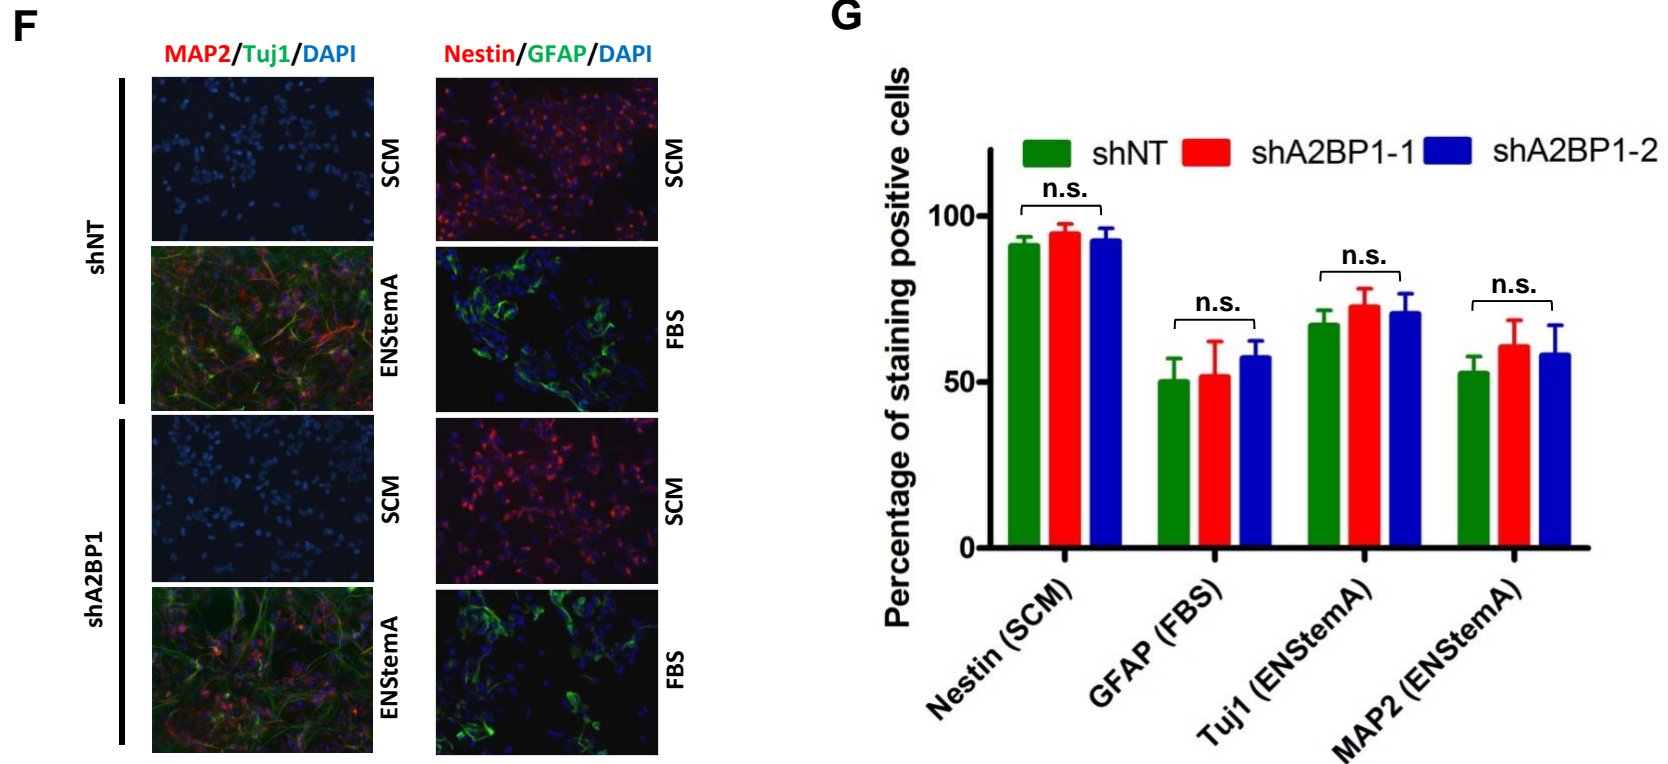 F
MAP2/Tuj1/DAPI
Nestin/GFAP/DAPI
shNT
SCM
SCM
ENStemA
FBS
shA2BP1
SCM
SCM
ENStemA
FBS
G
Percentage of staining positive cells
shNT shA2BP1-1 shA2BP1-2
100
50
0
n.s.
n.s.
n.s.
n.s.
Nestin (SCM)
GFAP (FBS)
Tuj1 (ENStemA)
MAP2 (ENStemA)